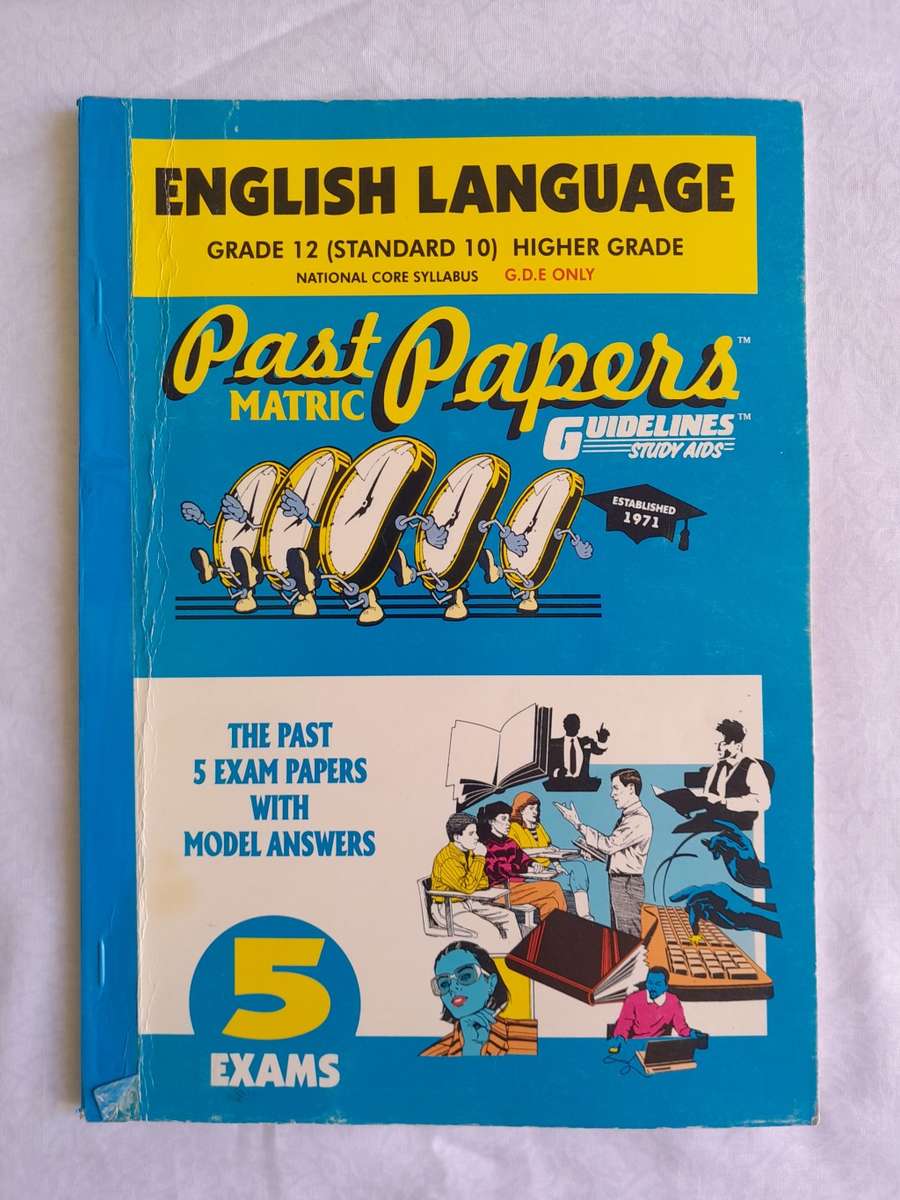 ENGLISH LANGUAGE
GRADE 12 (STANDARD 10) HIGHER GRADE
NATIONAL CORE SYLLABUS G.D.E ONLY
Past Papers™
MATRIC
GUIDELINES™
STUDY AIDS
ESTABLISHED
1971
THE PAST
5 EXAM PAPERS
WITH
MODEL ANSWERS
5
EXAMS